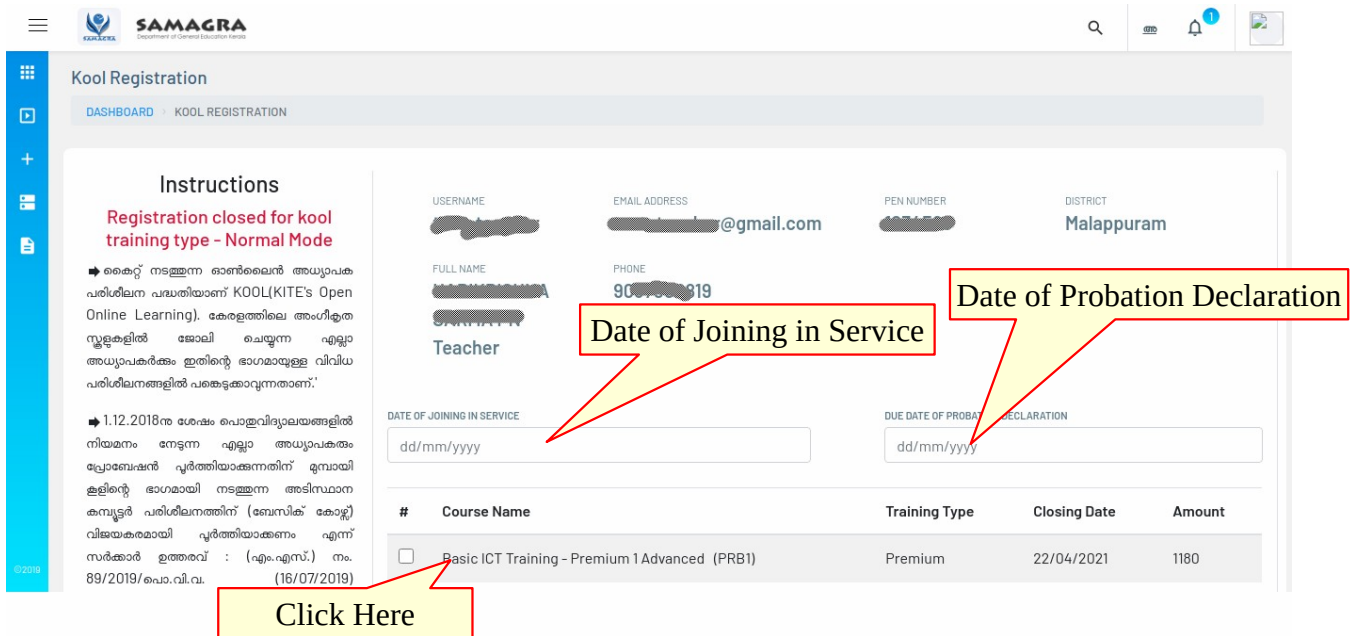 SAMAGRA
Department of General Education Kerala
1
Kool Registration
DASHBOARD › KOOL REGISTRATION
Instructions
Registration closed for kool
training type - Normal Mode
➡ കൈറ്റ് നടത്തുന്ന ഓൺലൈൻ അധ്യാപക
പരിശീലന പദ്ധതിയാണ് KOOL(KITE's Open
Online Learning). കേരളത്തിലെ അംഗീകൃത
സ്കൂളുകളിൽ ജോലി ചെയ്യുന്ന എല്ലാ
അധ്യാപകർക്കും ഇതിന്റെ ഭാഗമായുള്ള വിവിധ
പരിശീലനങ്ങളിൽ പങ്കെടുക്കാവുന്നതാണ്.'
➡ 1.12.2018നു ശേഷം പൊതുവിദ്യാലയങ്ങളിൽ
നിയമനം നേടുന്ന എല്ലാ അധ്യാപകരും
പ്രോബേഷൻ പൂർത്തിയാക്കുന്നതിന് മുമ്പായി
കൂളിന്റെ ഭാഗമായി നടത്തുന്ന അടിസ്ഥാന
കമ്പ്യൂട്ടർ പരിശീലനത്തിന് (ബേസിക് കോഴ്സ്)
വിജയകരമായി പൂർത്തിയാക്കണം എന്ന്
സർക്കാർ ഉത്തരവ് : (എം.എസ്.) നം.
89/2019/പൊ.വി.വ. (16/07/2019)
©2019
USERNAME
EMAIL ADDRESS
@gmail.com
PEN NUMBER
DISTRICT
Malappuram
FULL NAME
PHONE
Teacher
Date of Joining in Service
Date of Probation Declaration
DATE OF JOINING IN SERVICE
dd/mm/yyyy
DUE DATE OF PROBAT DECLARATION
dd/mm/yyyy
# Course Name Training Type Closing Date Amount
Basic ICT Training - Premium 1 Advanced (PRB1) Premium 22/04/2021 1180
Click Here